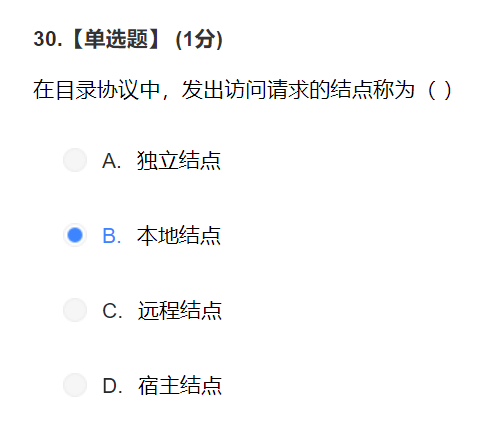 30.【单选题】 (1分)
在目录协议中，发出访问请求的结点称为（ ）
A. 独立结点
B. 本地结点
C. 远程结点
D. 宿主结点